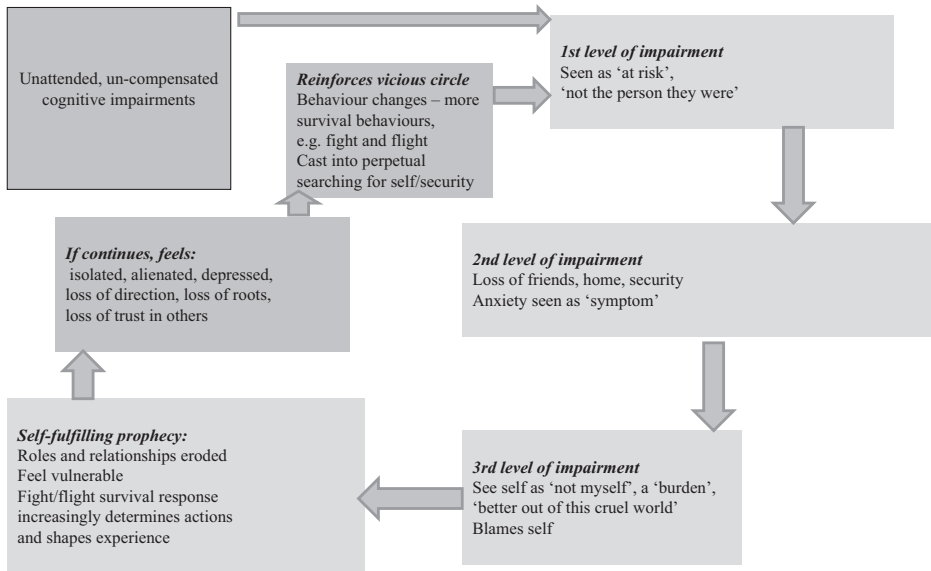 Unattended, un-compensated
cognitive impairments
1st level of impairment
Seen as ‘at risk’,
‘not the person they were’
2nd level of impairment
Loss of friends, home, security
Anxiety seen as ‘symptom’
3rd level of impairment
See self as ‘not myself’, a ‘burden’,
‘better out of this cruel world’
Blames self
Self-fulfilling prophecy:
Roles and relationships eroded
Feel vulnerable
Fight/flight survival response
increasingly determines actions
and shapes experience
If continues, feels:
isolated, alienated, depressed,
loss of direction, loss of roots,
loss of trust in others
Reinforces vicious circle
Behaviour changes – more
survival behaviours,
e.g. fight and flight
Cast into perpetual
searching for self/security